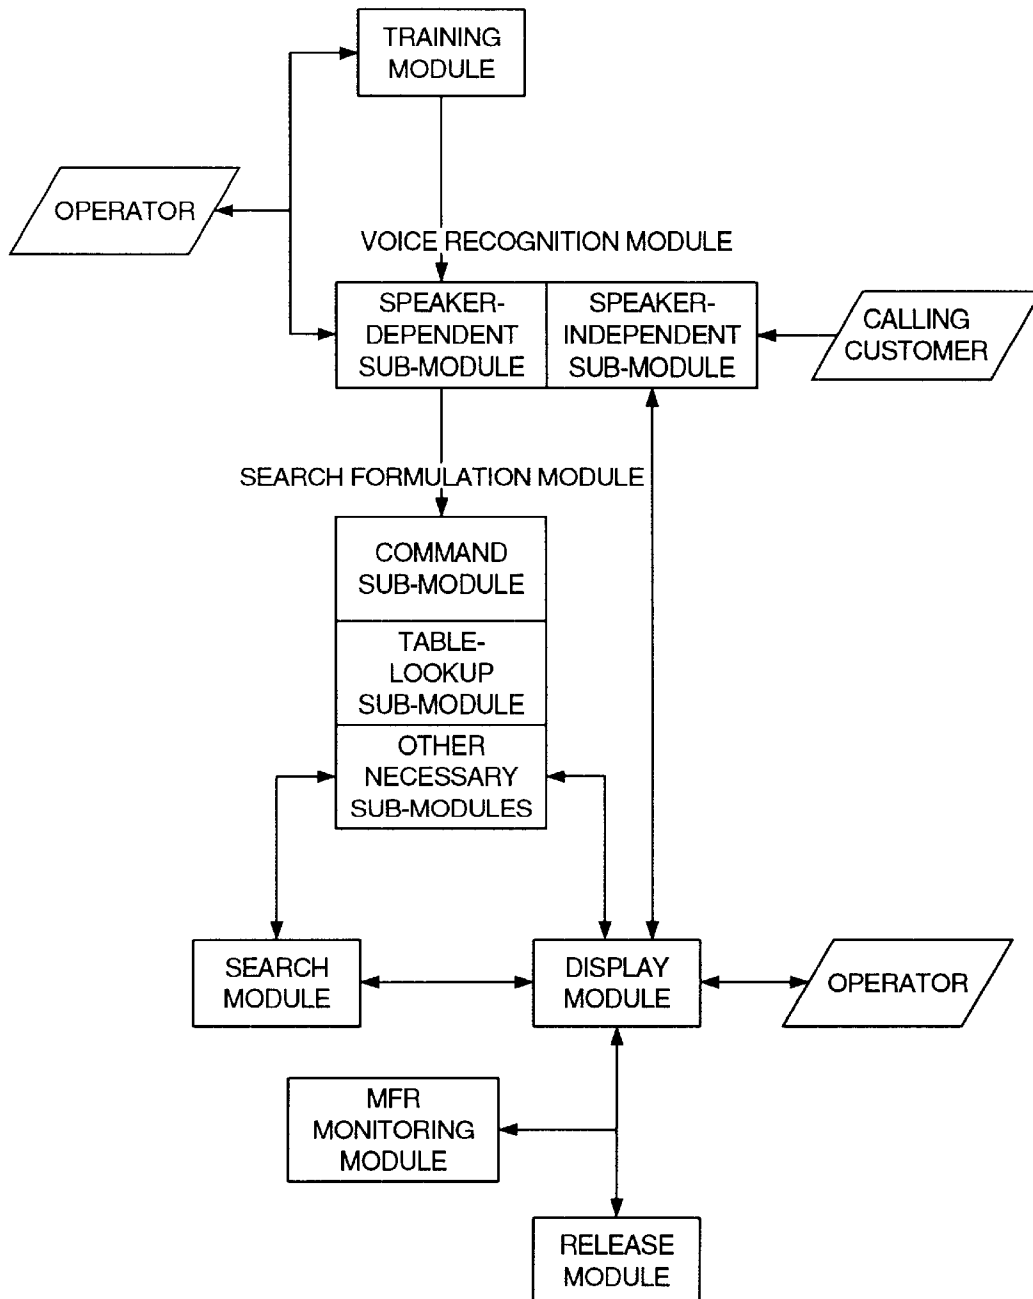 TRAINING
MODULE
OPERATOR
VOICE RECOGNITION MODULE
SPEAKER-
DEPENDENT
SUB-MODULE
SPEAKER-
INDEPENDENT
SUB-MODULE
CALLING
CUSTOMER
SEARCH FORMULATION MODULE
COMMAND
SUB-MODULE
TABLE-
LOOKUP
SUB-MODULE
OTHER
NECESSARY
SUB-MODULES
SEARCH
MODULE
DISPLAY
MODULE
OPERATOR
MFR
MONITORING
MODULE
RELEASE
MODULE